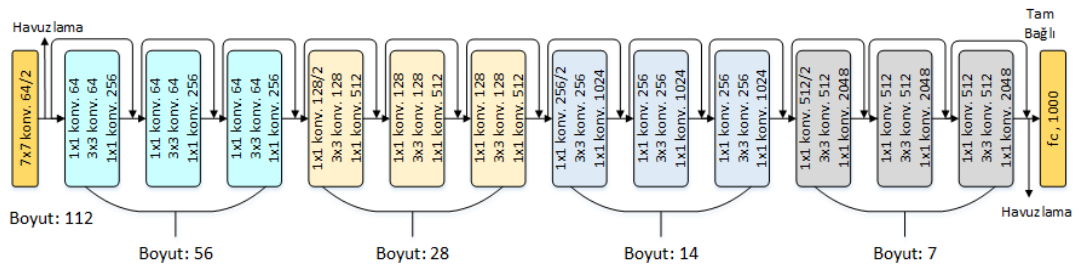 Havuzlama
Tam
Bağlı
7x7 konv. 64/2
1x1 konv. 64
3x3 konv. 64
1x1 konv. 256
1x1 konv. 64
3x3 konv. 64
1x1 konv. 256
1x1 konv. 64
3x3 konv. 64
1x1 konv. 256
1x1 konv. 128/2
3x3 konv. 128
1x1 konv. 512
1x1 konv. 128
3x3 konv. 128
1x1 konv. 512
1x1 konv. 128
3x3 konv. 128
1x1 konv. 512
1x1 konv. 256/2
3x3 konv. 256
1x1 konv. 1024
1x1 konv. 256
3x3 konv. 256
1x1 konv. 1024
1x1 konv. 256
3x3 konv. 256
1x1 konv. 1024
1x1 konv. 512/2
3x3 konv. 512
1x1 konv. 2048
1x1 konv. 512
3x3 konv. 512
1x1 konv. 2048
1x1 konv. 512
3x3 konv. 512
1x1 konv. 2048
fc , 1000
Havuzlama
Boyut: 112
Boyut: 56
Boyut: 28
Boyut: 14
Boyut: 7